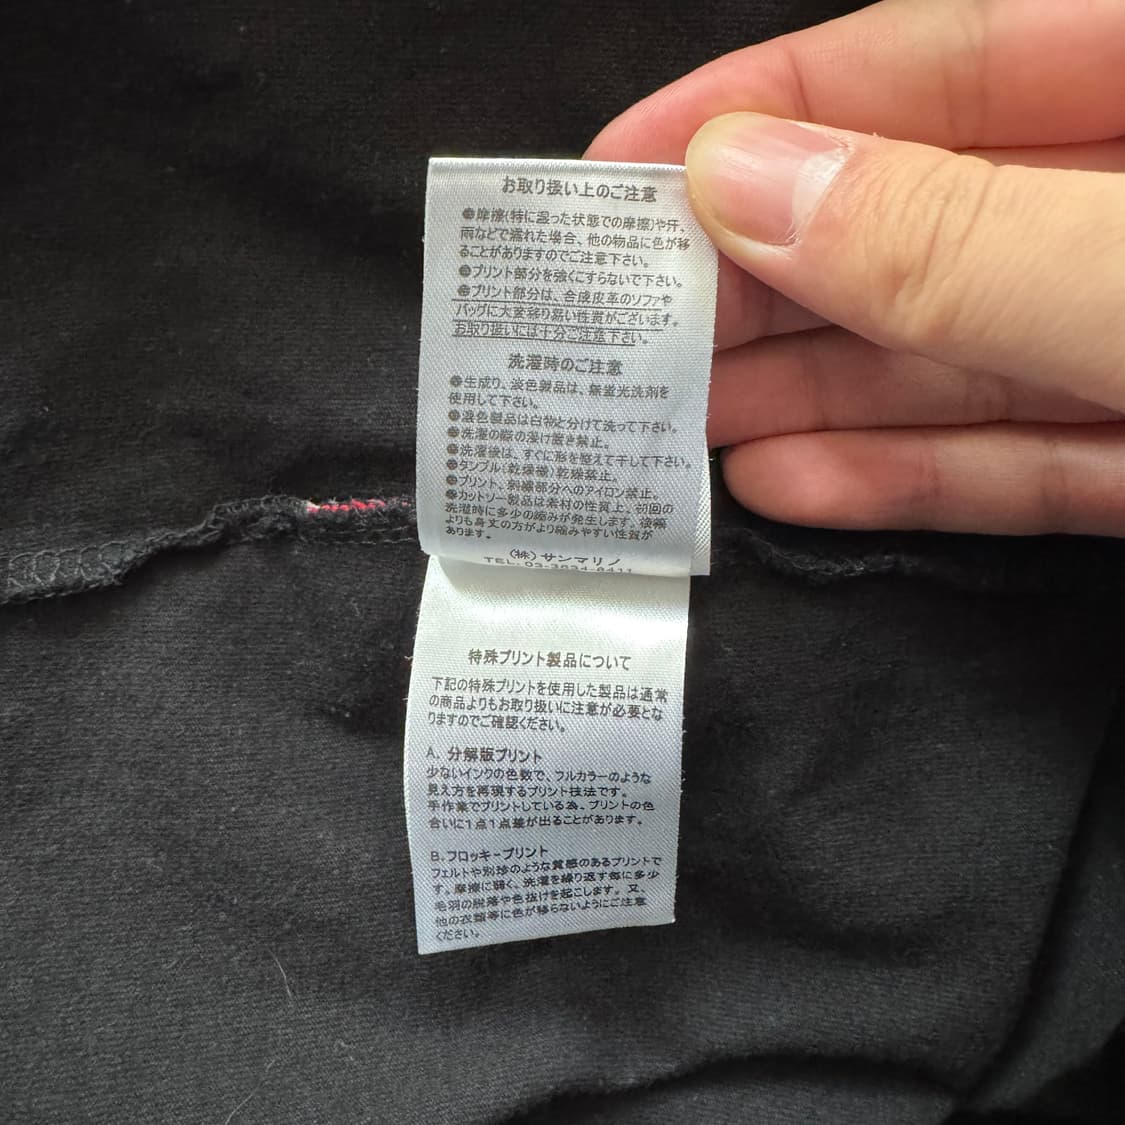 お取り扱い上のご注意
●摩擦(特に湿った状態での摩擦)や汗、
雨などで濡れた場合、他の物品に色が移
ることがありますのでご注意下さい。
●プリント部分を強くこすらないで下さい。
●プリント部分は、合成皮革のソファや
バッグに大変移り易い性質がございます。
お取り扱いには十分ご注意下さい。
洗濯時のご注意
●生成り、淡色製品は、無蛍光洗剤を
使用して下さい。
●濃色製品は白物と分けて洗って下さい。
●洗濯の際の浸け置き禁止。
●洗濯後は、すぐに形を整えて干して下さい。
●タンブル(乾燥機)乾燥禁止。
●プリント、刺繍部分へのアイロン禁止。
●カットソー製品は素材の性質上、初回の
洗濯時に多少の縮みが発生します。後幅
よりも身丈の方がより縮みやすい性質が
あります。
(株)サンマリノ
TEL:03-3834-8411
特殊プリント製品について
下記の特殊プリントを使用した製品は通常
の商品よりもお取り扱いに注意が必要とな
りますのでご確認ください。
A. 分解版プリント
少ないインクの色数で、フルカラーのような
見え方を再現するプリント技法です。
手作業でプリントしている為、プリントの色
合いに1点1点差が出ることがあります。
B.フロッキープリント
フェルトや別珍のような質感のあるプリントで
す。摩擦に弱く、洗濯を繰り返す毎に多少
毛羽の脱落や色抜けを起こします。又、
他の衣類等に色が移らないようにご注意
ください。